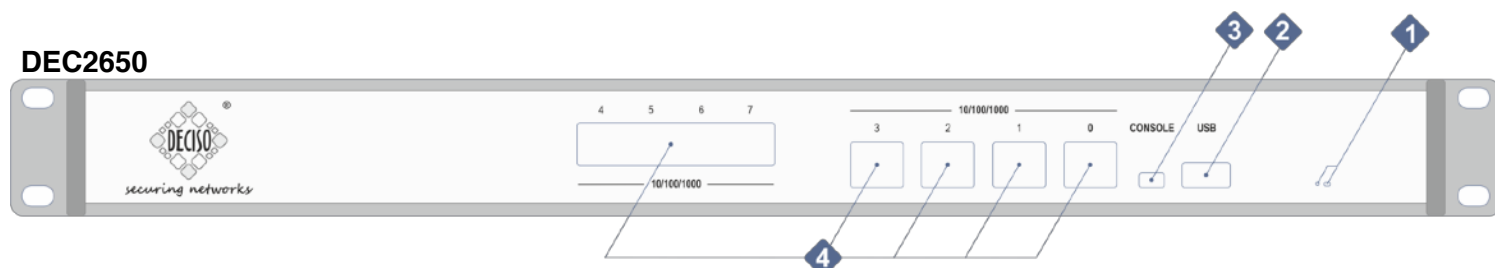 3 2 1
DEC2650
®
DECISO
securing networks
4 5 6 7
10/100/1000
10/100/1000
3 2 1 0
CONSOLE USB
4